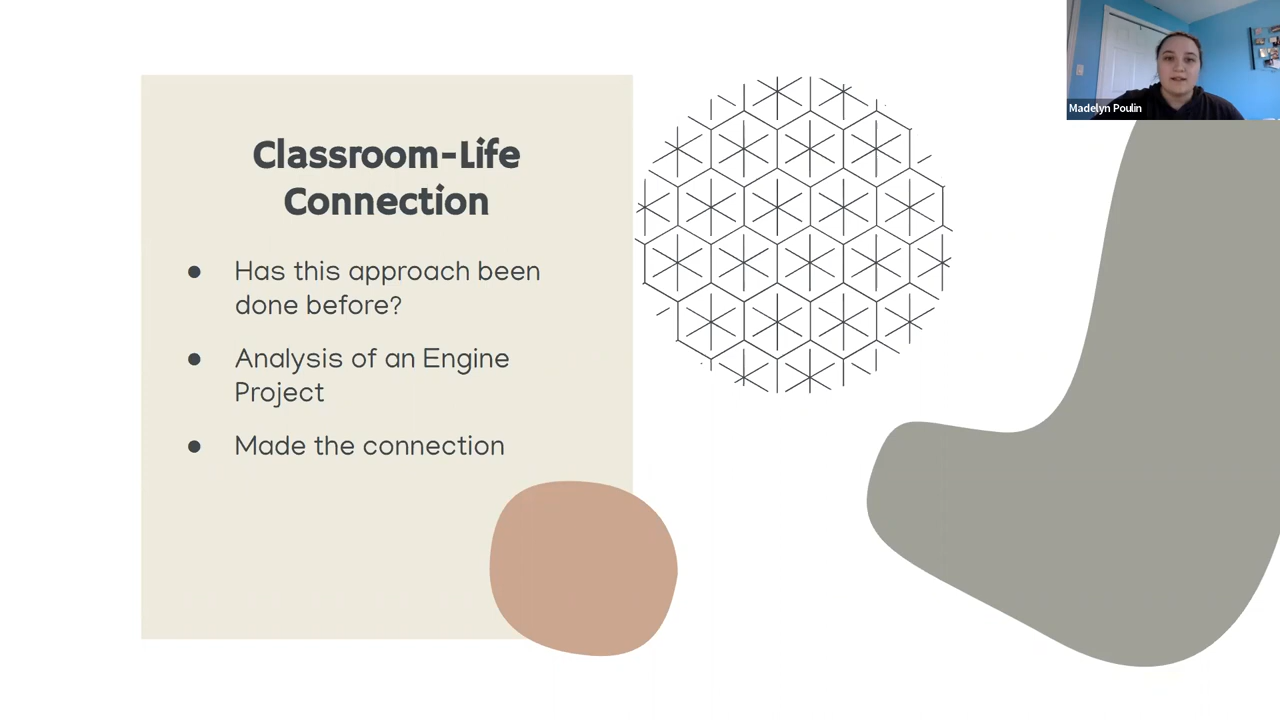 Classroom-Life
Connection
● Has this approach been
done before?
● Analysis of an Engine
Project
● Made the connection
Madelyn Poulin